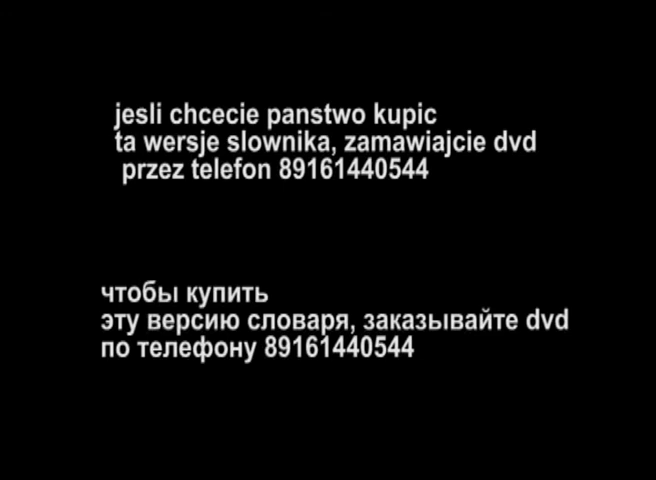 jesli chcecie panstwo kupic
ta wersje slownika, zamawiajcie dvd
przez telefon 89161440544
чтобы купить
эту версию словаря, заказывайте dvd
по телефону 89161440544